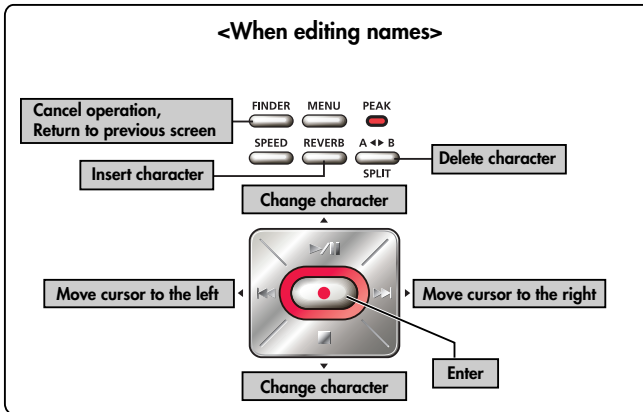 <When editing names>
Cancel operation,
Return to previous screen
FINDER MENU PEAK
SPEED REVERB A ◂▸ B
SPLIT
Insert character
Delete character
Change character
Move cursor to the left
Move cursor to the right
Enter
Change character